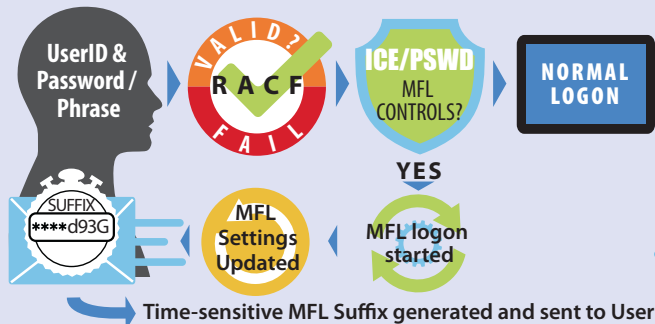 UserID &
Password /
Phrase
VALID?
RACF
FAIL
ICE/PSWD
MFL
CONTROLS?
NORMAL
LOGON
YES
SUFFIX
****d93G
MFL
Settings
Updated
MFL logon
started
Time-sensitive MFL Suffix generated and sent to User